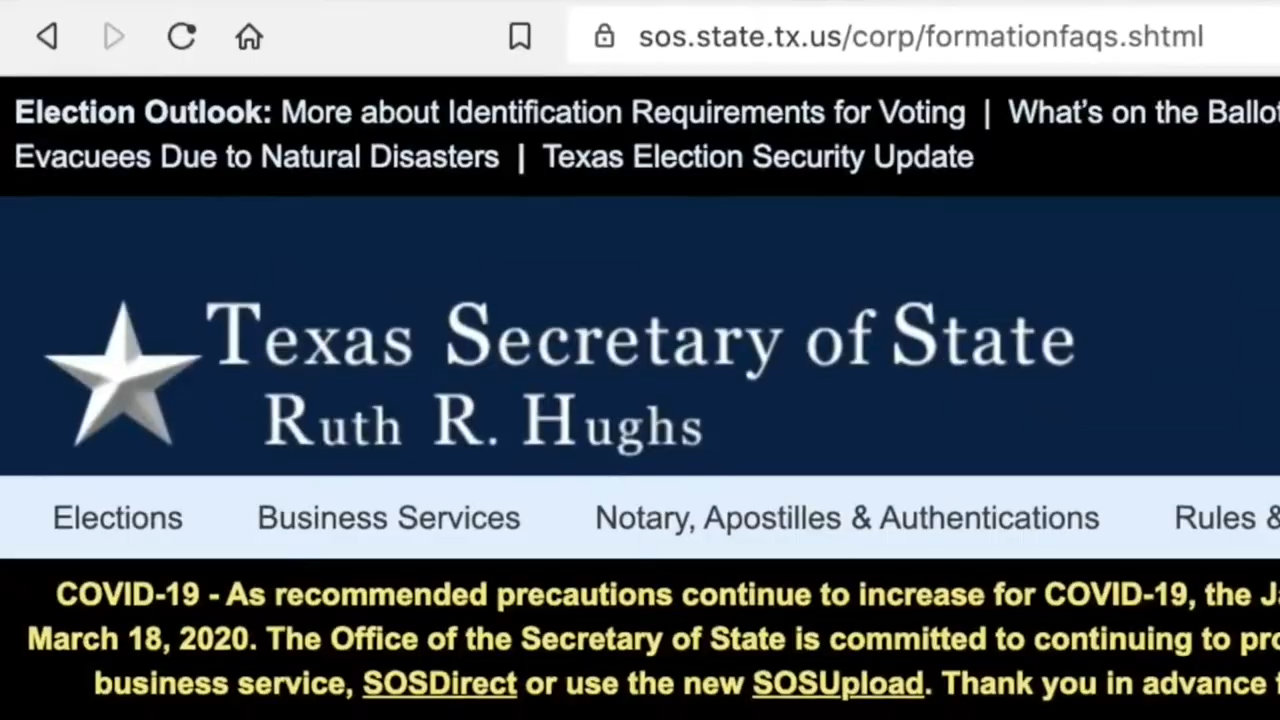 sos.state.tx.us/corp/formationfaqs.shtml
Election Outlook: More about Identification Requirements for Voting | What's on the Ballot
Evacuees Due to Natural Disasters | Texas Election Security Update
Texas Secretary of State
Ruth R. Hughs
Elections Business Services Notary, Apostilles & Authentications Rules &
COVID-19 - As recommended precautions continue to increase for COVID-19, the
March 18, 2020. The Office of the Secretary of State is committed to continuing to
business service, SOSDirect or use the new SOSUpload. Thank you in advance